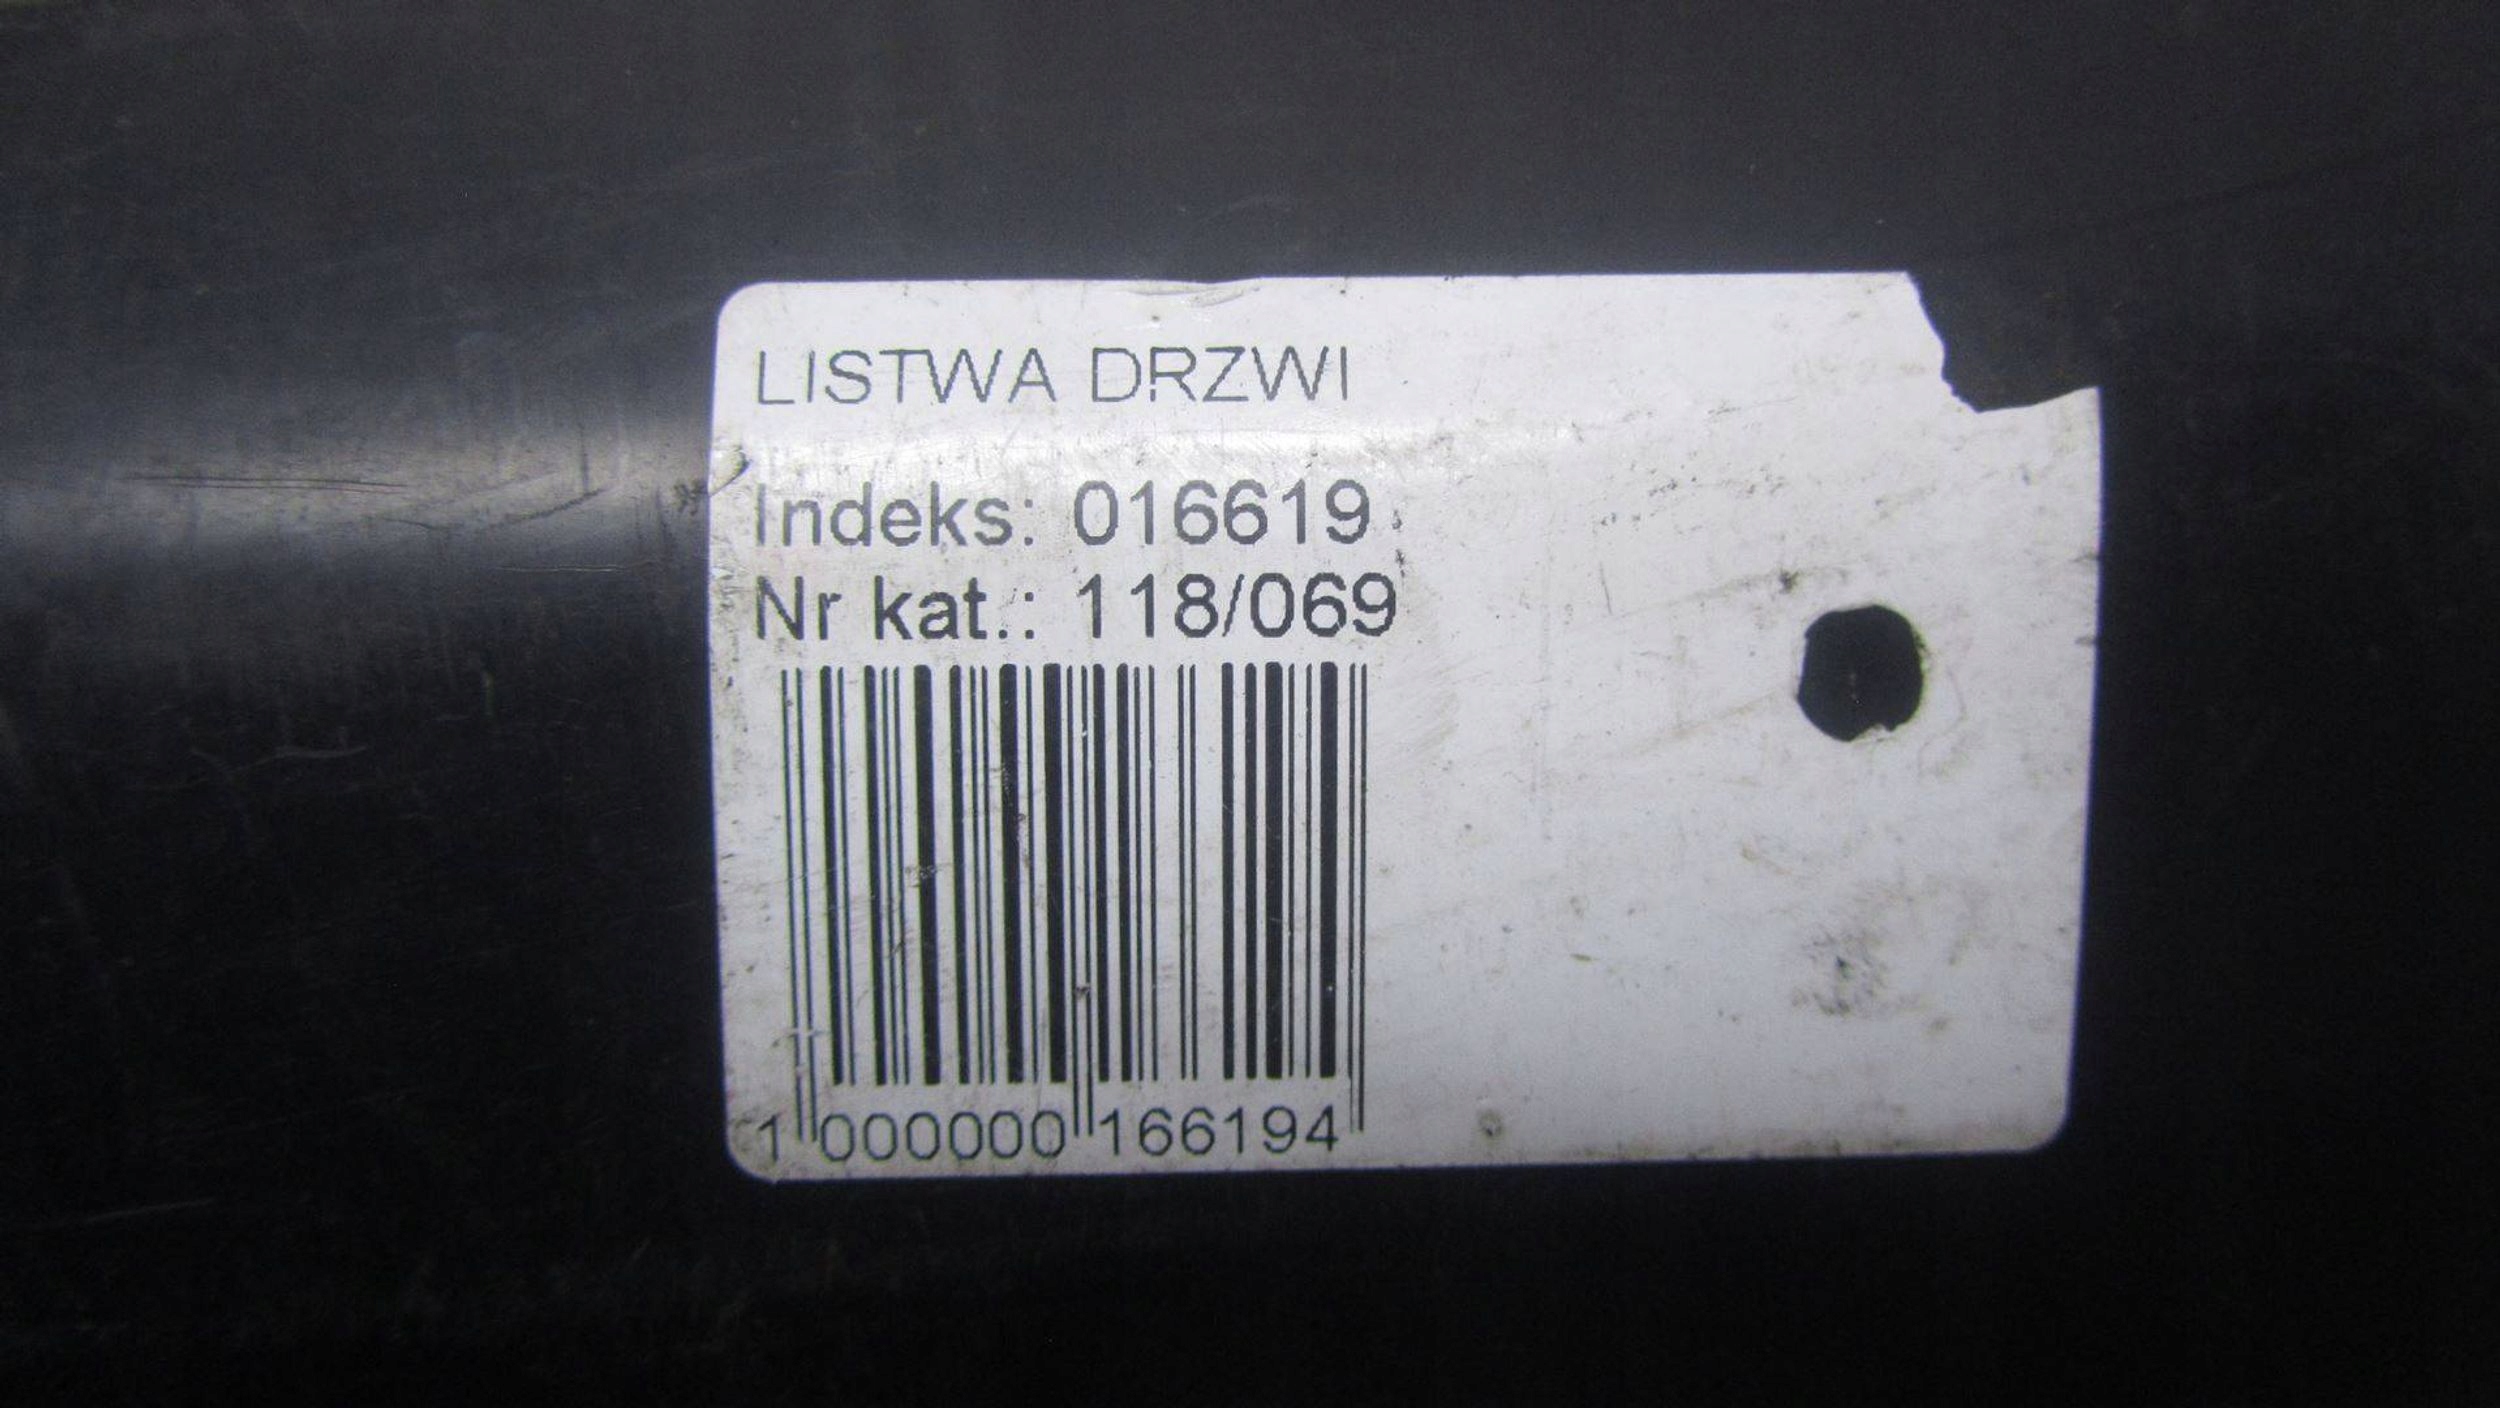 LISTWA DRZWI
Indeks: 016619
Nr kat.: 118/069
1 000000 166194